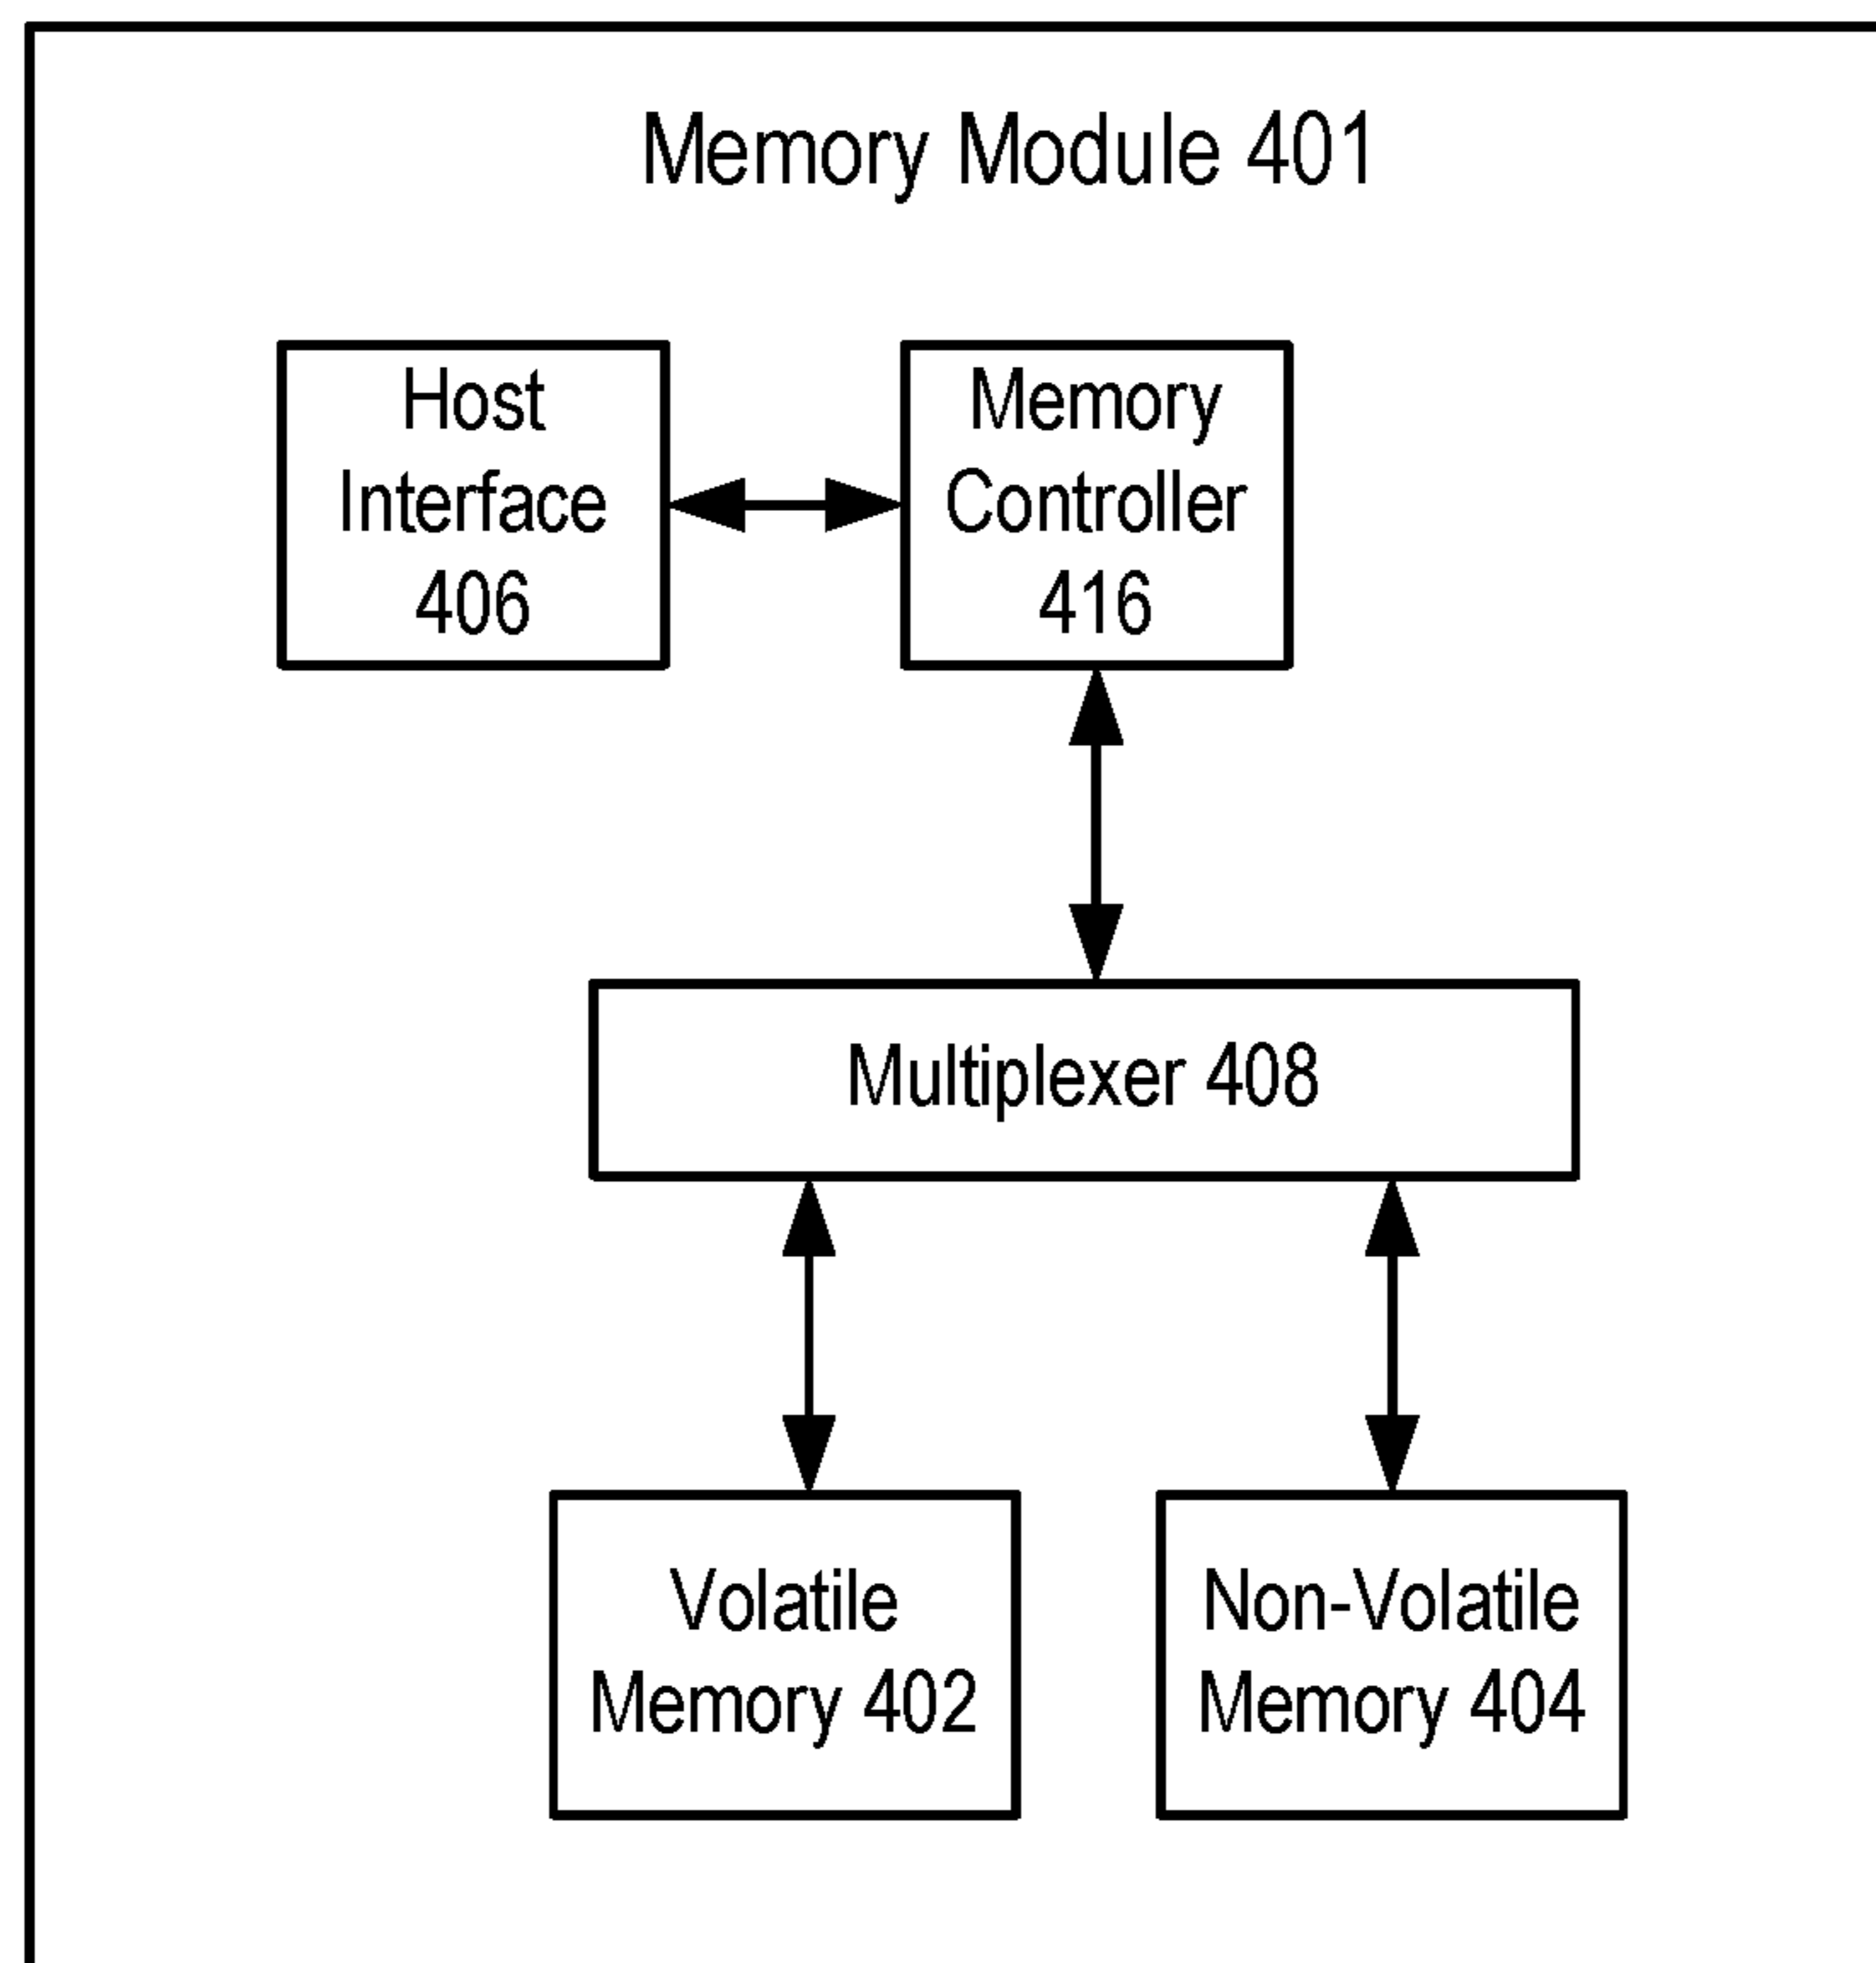 Memory Module 401
Host
Interface
406
Memory
Controller
416
Multiplexer 408
Volatile
Memory 402
Non-Volatile
Memory 404